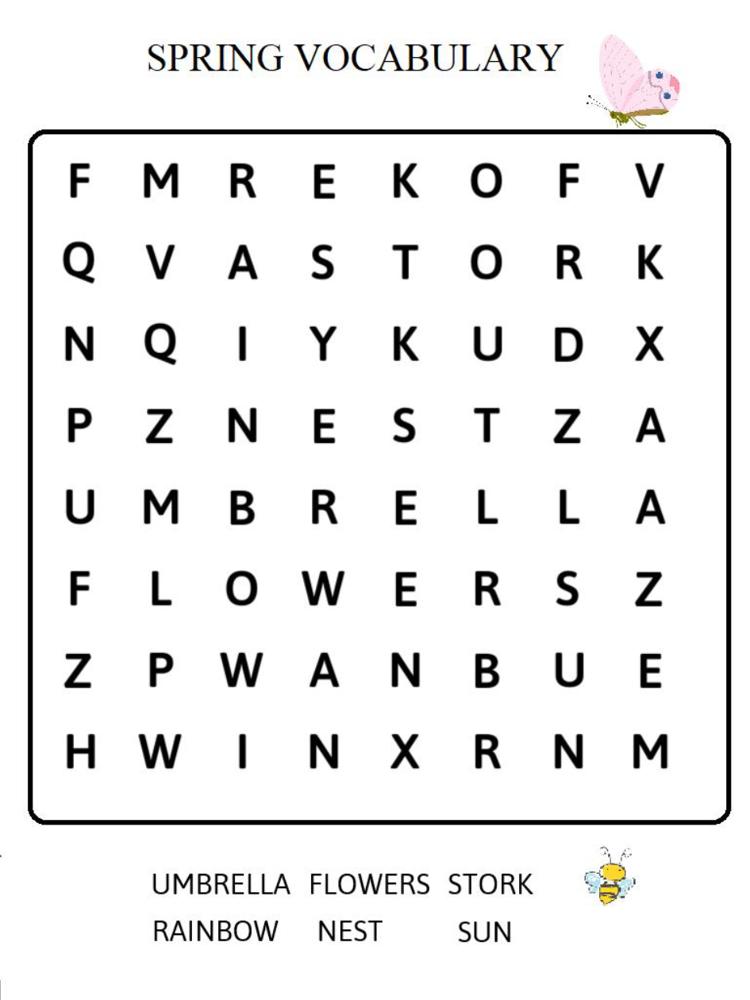 SPRING VOCABULARY
F M R E K O F V
Q V A S T O R K
N Q I Y K U D X
P Z N E S T Z A
U M B R E L L A
F L O W E R S Z
Z P W A N B U E
H W I N X R N M
UMBRELLA FLOWERS STORK
RAINBOW NEST SUN